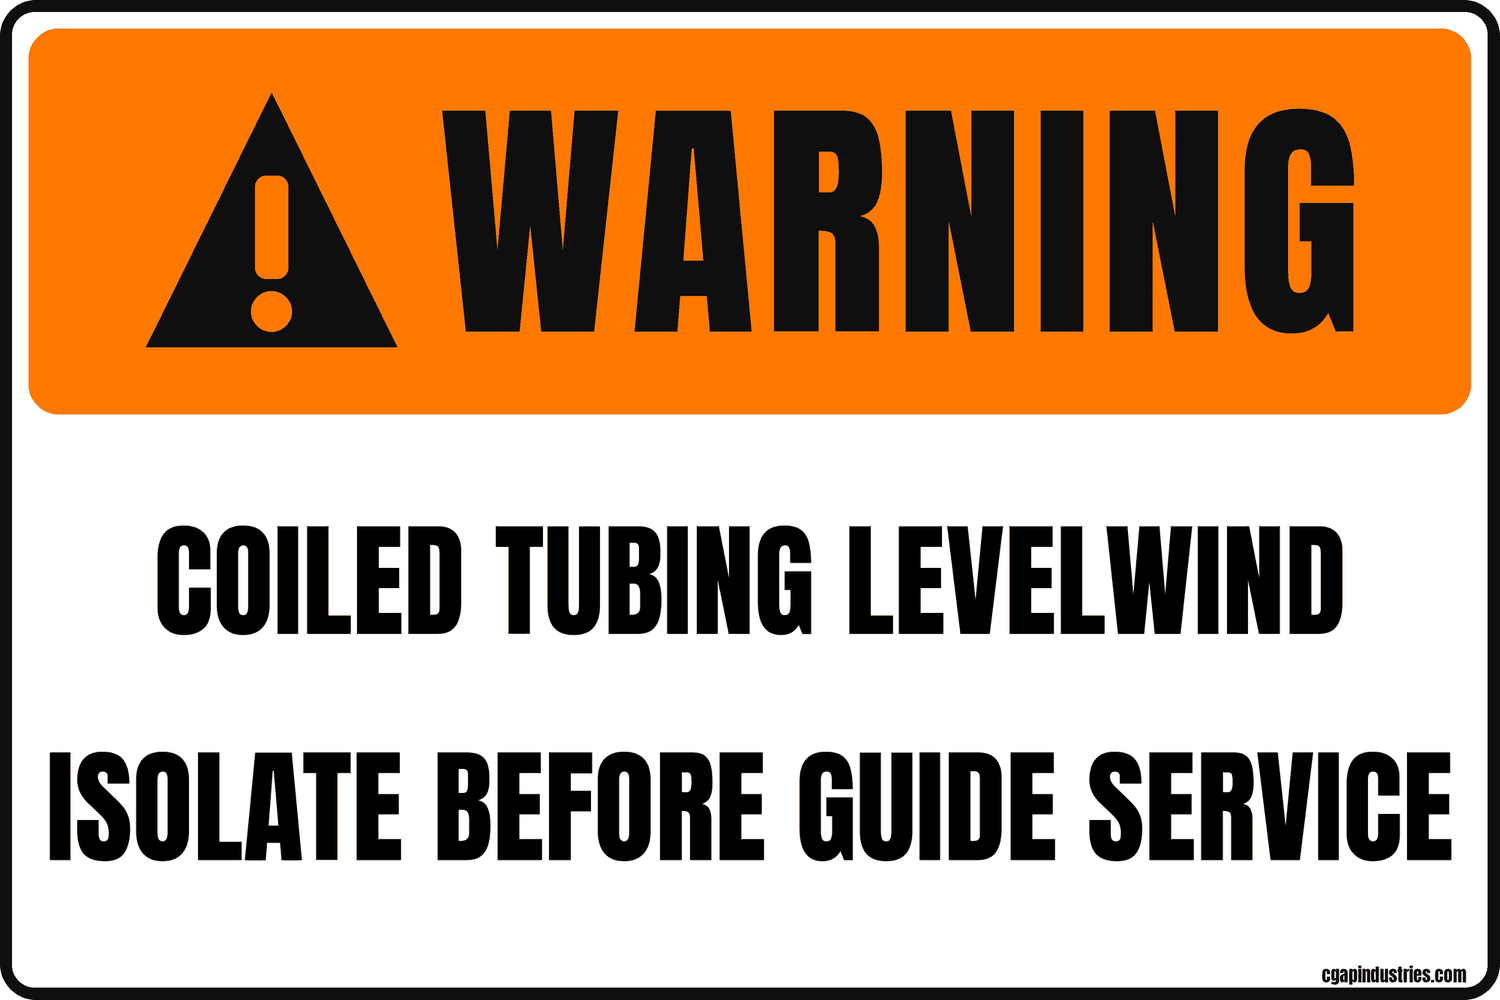 WARNING
COILED TUBING LEVELWIND
ISOLATE BEFORE GUIDE SERVICE
cgapindustries.com